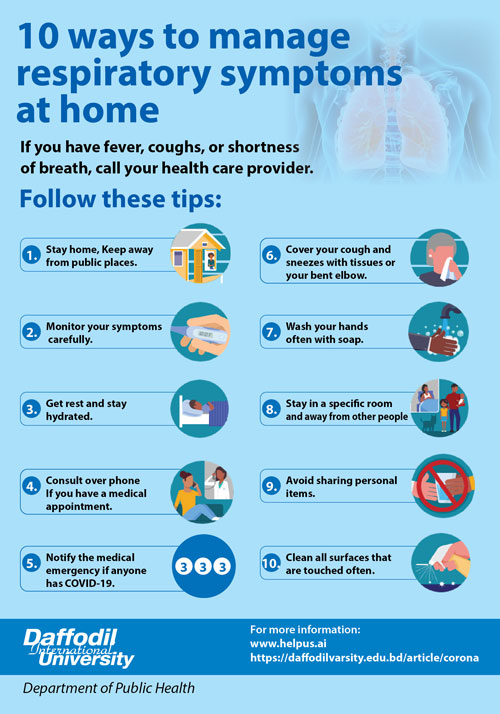 10 ways to manage
respiratory symptoms
at home
If you have fever, coughs, or shortness
of breath, call your health care provider.
Follow these tips:
1. Stay home, Keep away
from public places.
2. Monitor your symptoms
carefully.
3. Get rest and stay
hydrated.
4. Consult over phone
If you have a medical
appointment.
5. Notify the medical
emergency if anyone
has COVID-19.
3 3 3
6. Cover your cough and
sneezes with tissues or
your bent elbow.
7. Wash your hands
often with soap.
8. Stay in a specific room
and away from other people
9. Avoid sharing personal
items.
10. Clean all surfaces that
are touched often.
Daffodil
International
University
For more information:
www.helpus.ai
https://daffodilvarsity.edu.bd/article/corona
Department of Public Health